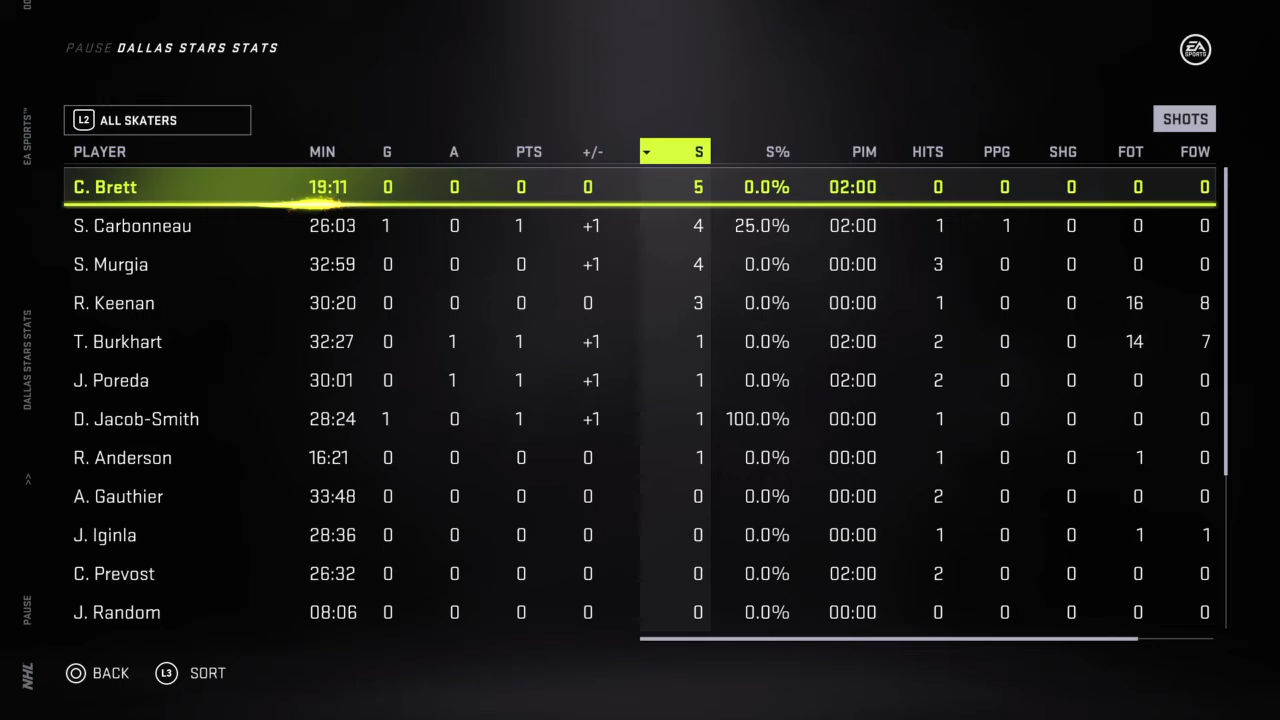 PAUSE DALLAS STARS STATS
EA SPORTS
L2 ALL SKATERS
SHOTS
PLAYER MIN G A PTS +/- S S% PIM HITS PPG SHG FOT FOW
C. Brett 19:11 0 0 0 0 5 0.0% 02:00 0 0 0 0 0
S. Carbonneau 26:03 1 0 1 +1 4 25.0% 02:00 1 1 0 0 0
S. Murgia 32:59 0 0 0 +1 4 0.0% 00:00 3 0 0 0 0
R. Keenan 30:20 0 0 0 0 3 0.0% 00:00 1 0 0 16 8
T. Burkhart 32:27 0 1 1 +1 1 0.0% 02:00 2 0 0 14 7
J. Poreda 30:01 0 1 1 +1 1 0.0% 02:00 2 0 0 0 0
D. Jacob-Smith 28:24 1 0 1 +1 1 100.0% 00:00 1 0 0 0 0
R. Anderson 16:21 0 0 0 0 1 0.0% 00:00 1 0 0 1 0
A. Gauthier 33:48 0 0 0 0 0 0.0% 00:00 2 0 0 0 0
J. Iginla 28:36 0 0 0 0 0 0.0% 00:00 1 0 0 1 1
C. Prevost 26:32 0 0 0 0 0 0.0% 02:00 2 0 0 0 0
J. Random 08:06 0 0 0 0 0 0.0% 00:00 0 0 0 0 0
BACK L3 SORT
NHL
PAUSE
>>
DALLAS STARS STATS
EA SPORTS™